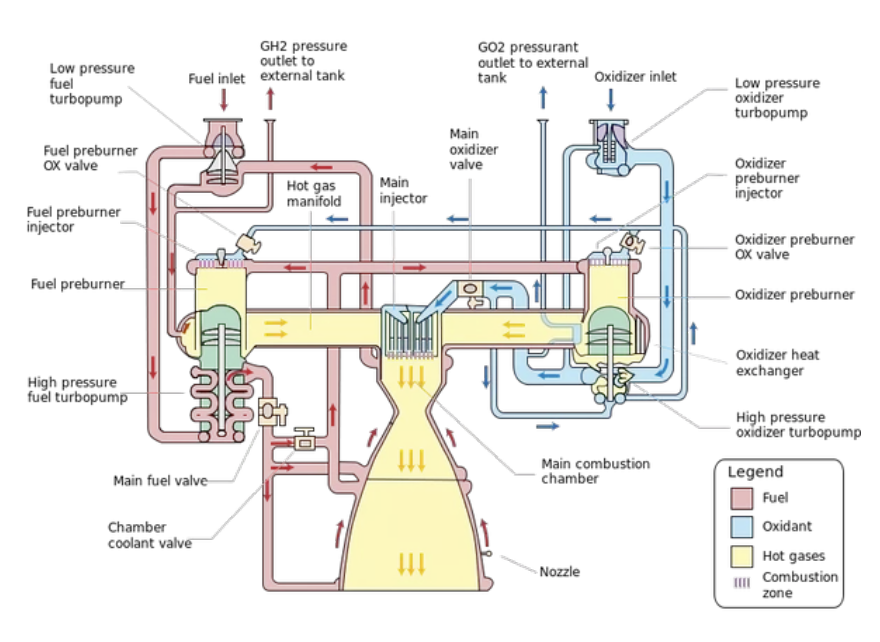 GH2 pressure
outlet to
external tank
GO2 pressurant
outlet to external
tank
Low pressure
fuel
turbopump
Fuel inlet
Oxidizer inlet
Low pressure
oxidizer
turbopump
Fuel preburner
OX valve
Main
oxidizer
valve
Hot gas
manifold
Main
injector
Oxidizer
preburner
injector
Fuel preburner
injector
Oxidizer preburner
OX valve
Fuel preburner
Oxidizer preburner
Oxidizer heat
exchanger
High pressure
fuel turbopump
High pressure
oxidizer turbopump
Main fuel valve
Main combustion
chamber
Chamber
coolant valve
Nozzle
Legend
Fuel
Oxidant
Hot gases
Combustion
zone